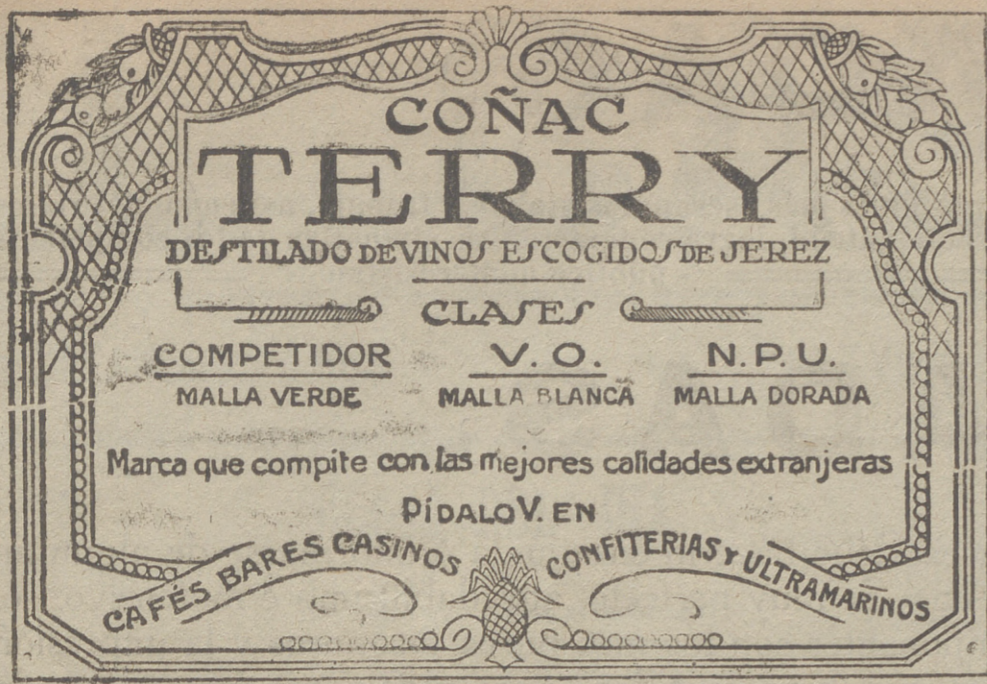 COÑAC
TERRY
DESTILADO DE VINOS ESCOGIDOS DE JEREZ
CLASES
COMPETIDOR V. O. N. P. U.
MALLA VERDE MALLA BLANCA MALLA DORADA
Marca que compite con las mejores calidades extranjeras
PÍDALO V. EN
CAFÉS BARES CASINOS CONFITERIAS Y ULTRAMARINOS